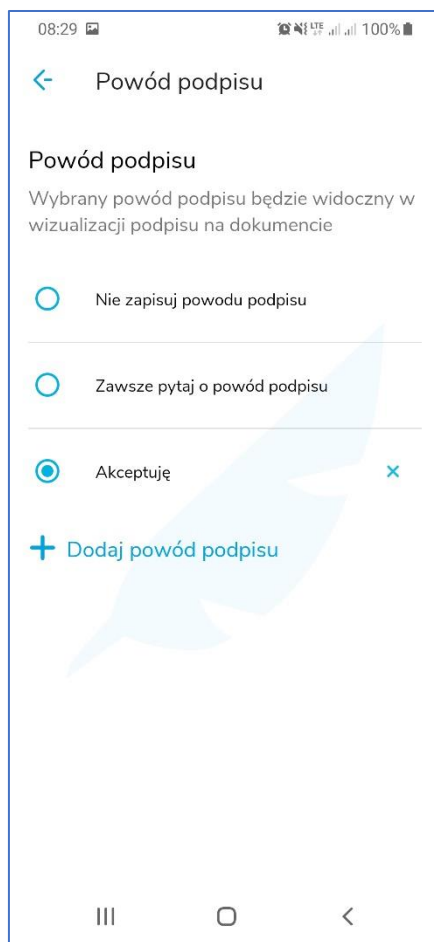 08:29
LTE
100%
Powód podpisu
Powód podpisu
Wybrany powód podpisu będzie widoczny w
wizualizacji podpisu na dokumencie
Nie zapisuj powodu podpisu
Zawsze pytaj o powód podpisu
Akceptuję
Dodaj powód podpisu